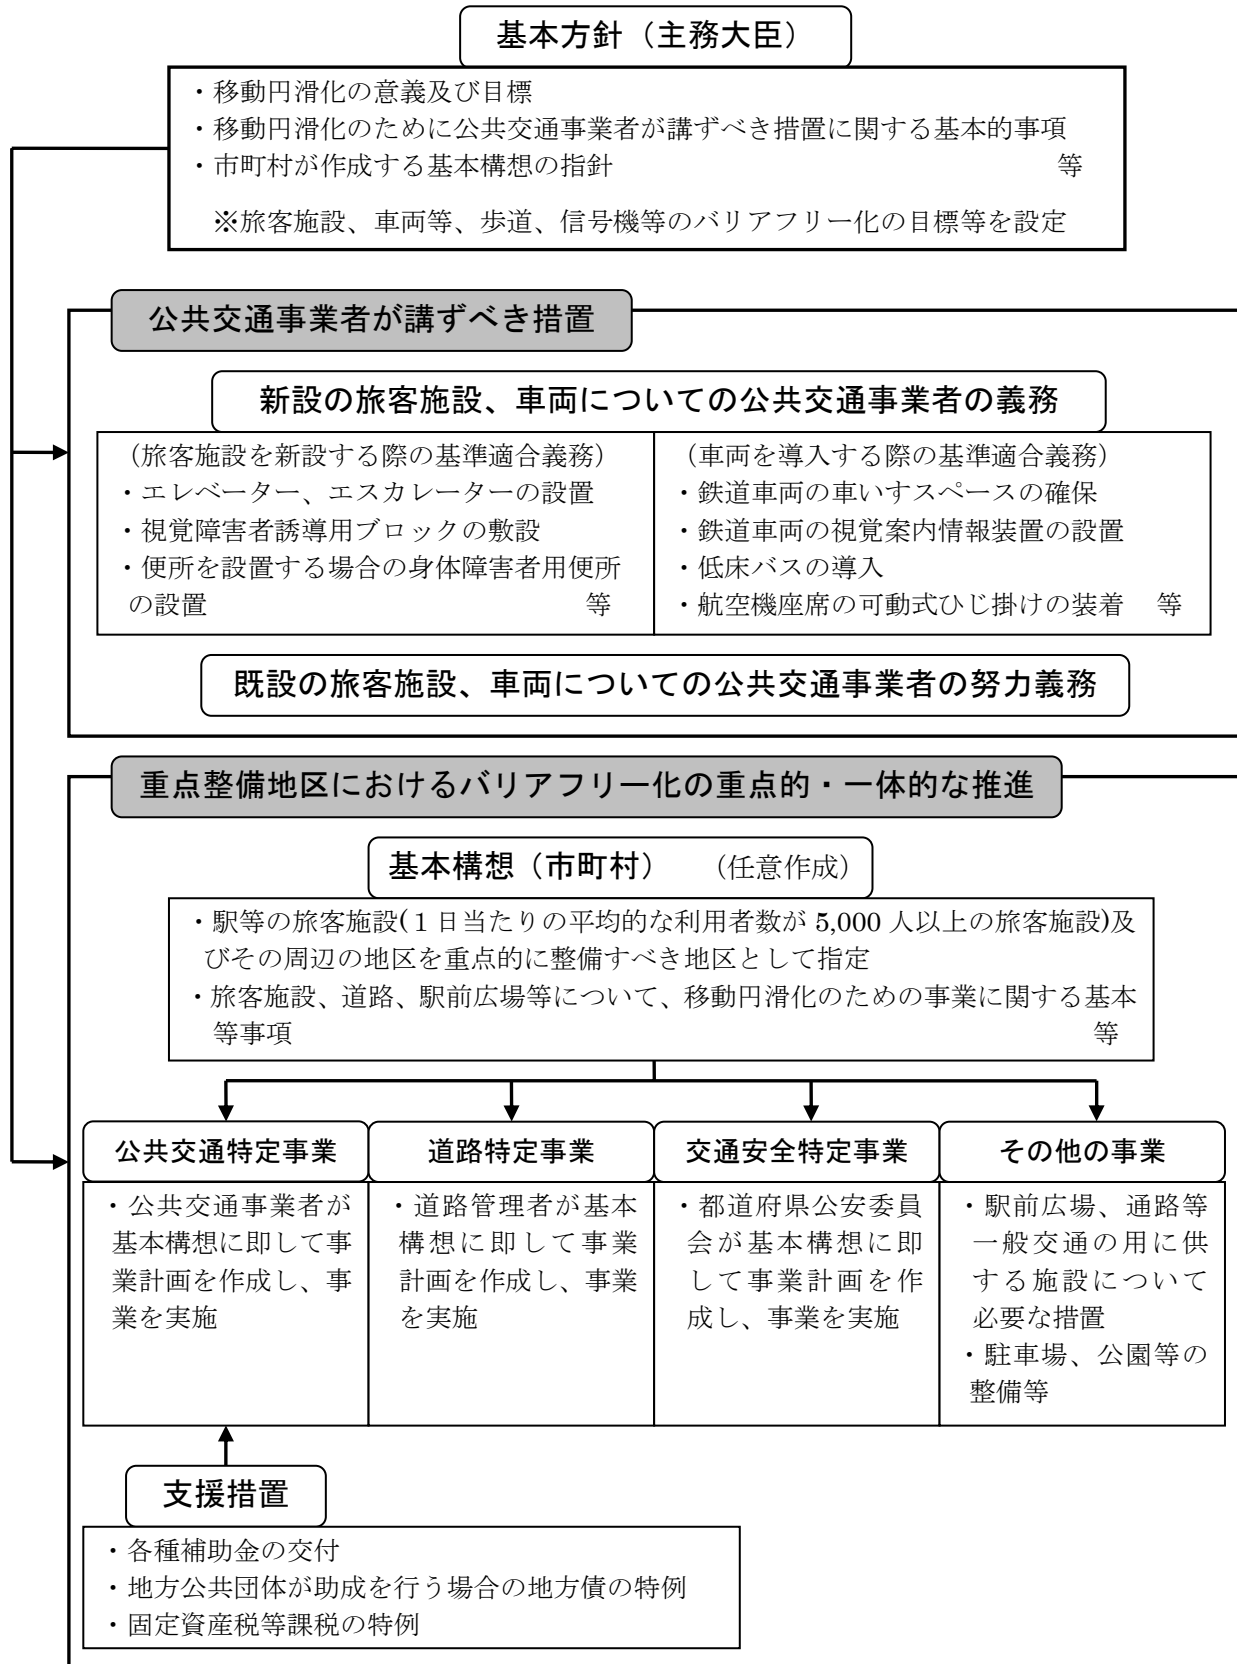 基本方針（主務大臣）
・移動円滑化の意義及び目標
・移動円滑化のために公共交通事業者が講ずべき措置に関する基本的事項
・市町村が作成する基本構想の指針 等
※旅客施設、車両等、歩道、信号機等のバリアフリー化の目標等を設定
公共交通事業者が講ずべき措置
新設の旅客施設、車両についての公共交通事業者の義務
（旅客施設を新設する際の基準適合義務）
・エレベーター、エスカレーターの設置
・視覚障害者誘導用ブロックの敷設
・便所を設置する場合の身体障害者用便所
の設置 等
（車両を導入する際の基準適合義務）
・鉄道車両の車いすスペースの確保
・鉄道車両の視覚案内情報装置の設置
・低床バスの導入
・航空機座席の可動式ひじ掛けの装着 等
既設の旅客施設、車両についての公共交通事業者の努力義務
重点整備地区におけるバリアフリー化の重点的・一体的な推進
基本構想（市町村） （任意作成）
・駅等の旅客施設(１日当たりの平均的な利用者数が 5,000 人以上の旅客施設)及
びその周辺の地区を重点的に整備すべき地区として指定
・旅客施設、道路、駅前広場等について、移動円滑化のための事業に関する基本
等事項 等
公共交通特定事業
・公共交通事業者が
基本構想に即して事
業計画を作成し、事
業を実施
道路特定事業
・道路管理者が基本
構想に即して事業
計画を作成し、事業
を実施
交通安全特定事業
・都道府県公安委員
会が基本構想に即
して事業計画を作
成し、事業を実施
その他の事業
・駅前広場、通路等
一般交通の用に供
する施設について
必要な措置
・駐車場、公園等の
整備等
支援措置
・各種補助金の交付
・地方公共団体が助成を行う場合の地方債の特例
・固定資産税等課税の特例